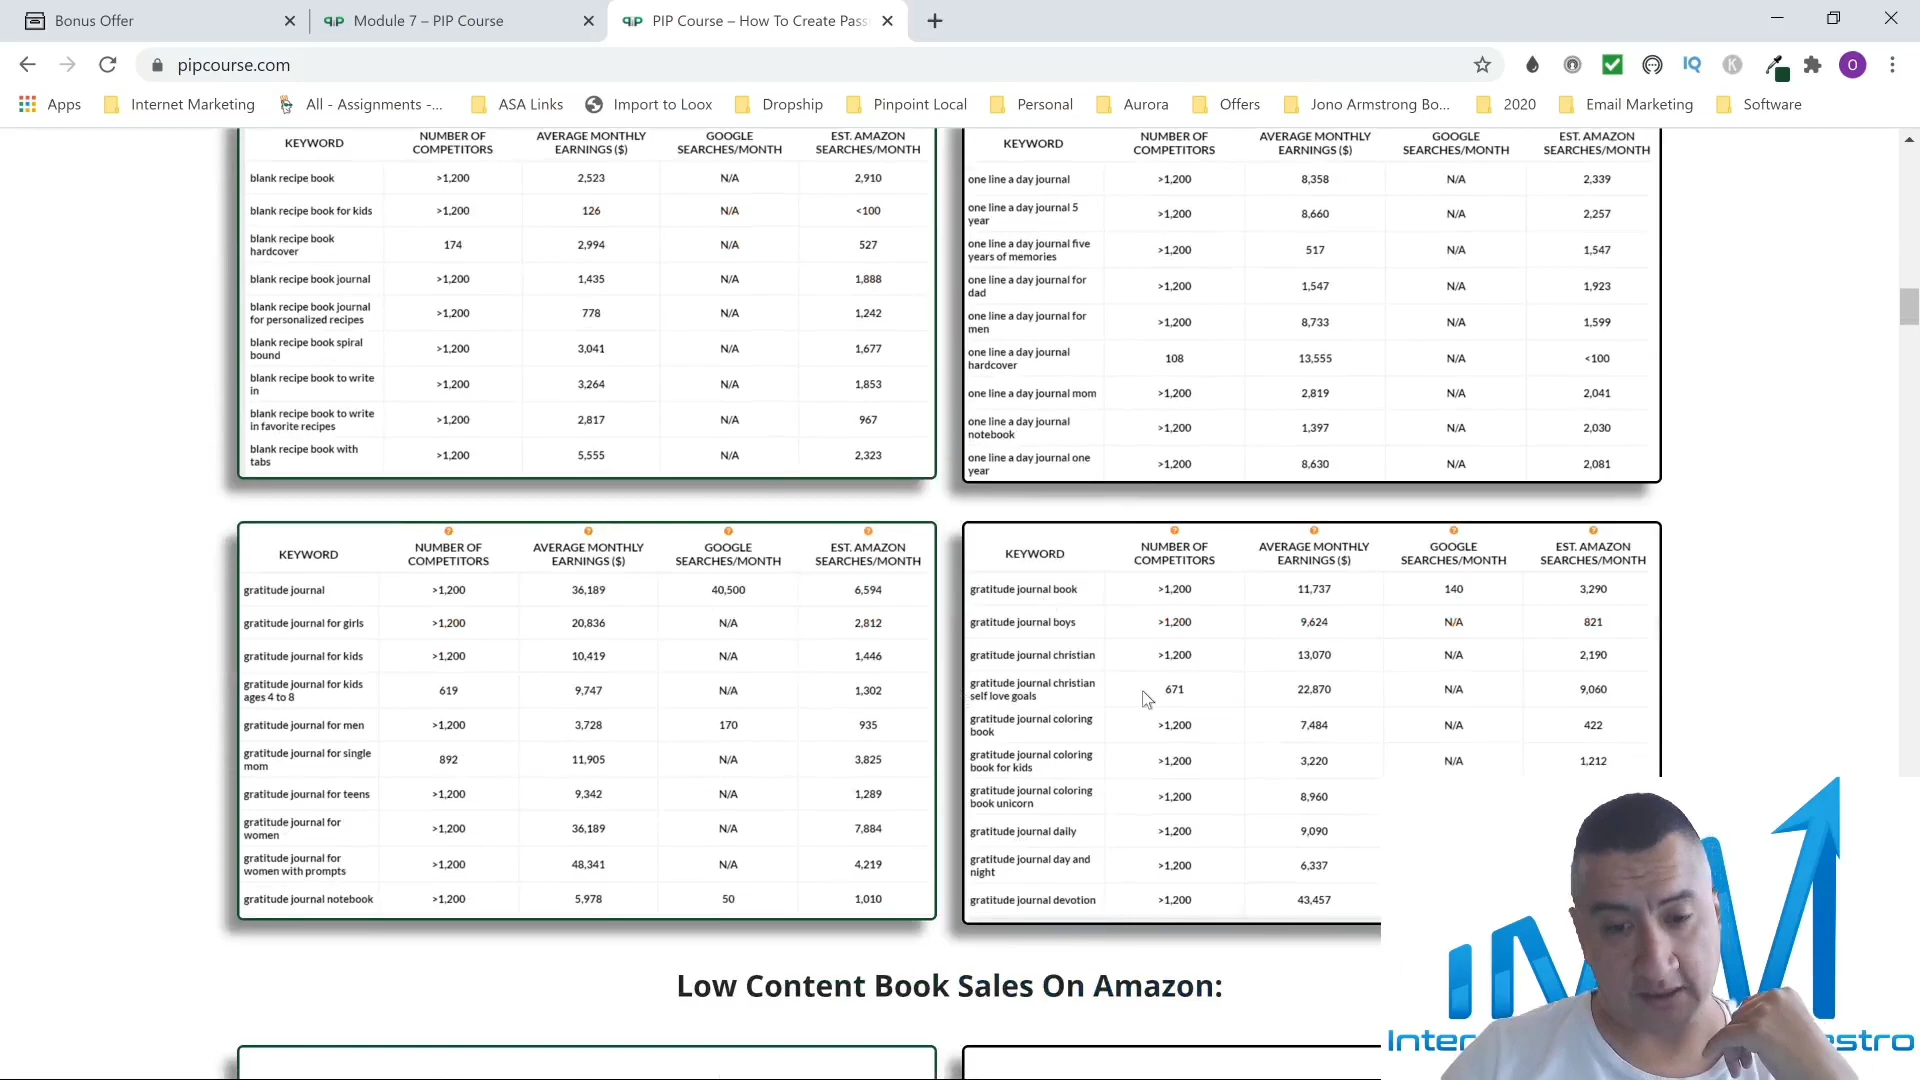 Bonus Offer
Module 7 – PIP Course
PIP Course – How To Create Pass
pipcourse.com
IQ
K
O
Apps
Internet Marketing
All - Assignments -...
ASA Links
Import to Loox
Dropship
Pinpoint Local
Personal
Aurora
Offers
Jono Armstrong Bo...
2020
Email Marketing
Software
KEYWORD NUMBER OF COMPETITORS AVERAGE MONTHLY EARNINGS ($) GOOGLE SEARCHES/MONTH EST. AMAZON SEARCHES/MONTH
blank recipe book >1,200 2,523 N/A 2,910
blank recipe book for kids >1,200 126 N/A <100
blank recipe book hardcover 174 2,994 N/A 527
blank recipe book journal >1,200 1,435 N/A 1,888
blank recipe book journal for personalized recipes >1,200 778 N/A 1,242
blank recipe book spiral bound >1,200 3,041 N/A 1,677
blank recipe book to write in >1,200 3,264 N/A 1,853
blank recipe book to write in favorite recipes >1,200 2,817 N/A 967
blank recipe book with tabs >1,200 5,555 N/A 2,323
KEYWORD NUMBER OF COMPETITORS AVERAGE MONTHLY EARNINGS ($) GOOGLE SEARCHES/MONTH EST. AMAZON SEARCHES/MONTH
one line a day journal >1,200 8,358 N/A 2,339
one line a day journal 5 year >1,200 8,660 N/A 2,257
one line a day journal five years of memories >1,200 517 N/A 1,547
one line a day journal for dad >1,200 1,547 N/A 1,923
one line a day journal for men >1,200 8,733 N/A 1,599
one line a day journal hardcover 108 13,555 N/A <100
one line a day journal mom >1,200 2,819 N/A 2,041
one line a day journal notebook >1,200 1,397 N/A 2,030
one line a day journal one year >1,200 8,630 N/A 2,081
KEYWORD NUMBER OF COMPETITORS AVERAGE MONTHLY EARNINGS ($) GOOGLE SEARCHES/MONTH EST. AMAZON SEARCHES/MONTH
gratitude journal >1,200 36,189 40,500 6,594
gratitude journal for girls >1,200 20,836 N/A 2,812
gratitude journal for kids >1,200 10,419 N/A 1,446
gratitude journal for kids ages 4 to 8 619 9,747 N/A 1,302
gratitude journal for men >1,200 3,728 170 935
gratitude journal for single mom 892 11,905 N/A 3,825
gratitude journal for teens >1,200 9,342 N/A 1,289
gratitude journal for women >1,200 36,189 N/A 7,884
gratitude journal for women with prompts >1,200 48,341 N/A 4,219
gratitude journal notebook >1,200 5,978 50 1,010
KEYWORD NUMBER OF COMPETITORS AVERAGE MONTHLY EARNINGS ($) GOOGLE SEARCHES/MONTH EST. AMAZON SEARCHES/MONTH
gratitude journal book >1,200 11,737 140 3,290
gratitude journal boys >1,200 9,624 N/A 821
gratitude journal christian >1,200 13,070 N/A 2,190
gratitude journal christian self love goals 671 22,870 N/A 9,060
gratitude journal coloring book >1,200 7,484 N/A 422
gratitude journal coloring book for kids >1,200 3,220 N/A 1,212
gratitude journal coloring book unicorn >1,200 8,960
gratitude journal daily >1,200 9,090
gratitude journal day and night >1,200 6,337
gratitude journal devotion >1,200 43,457
Low Content Book Sales On Amazon: